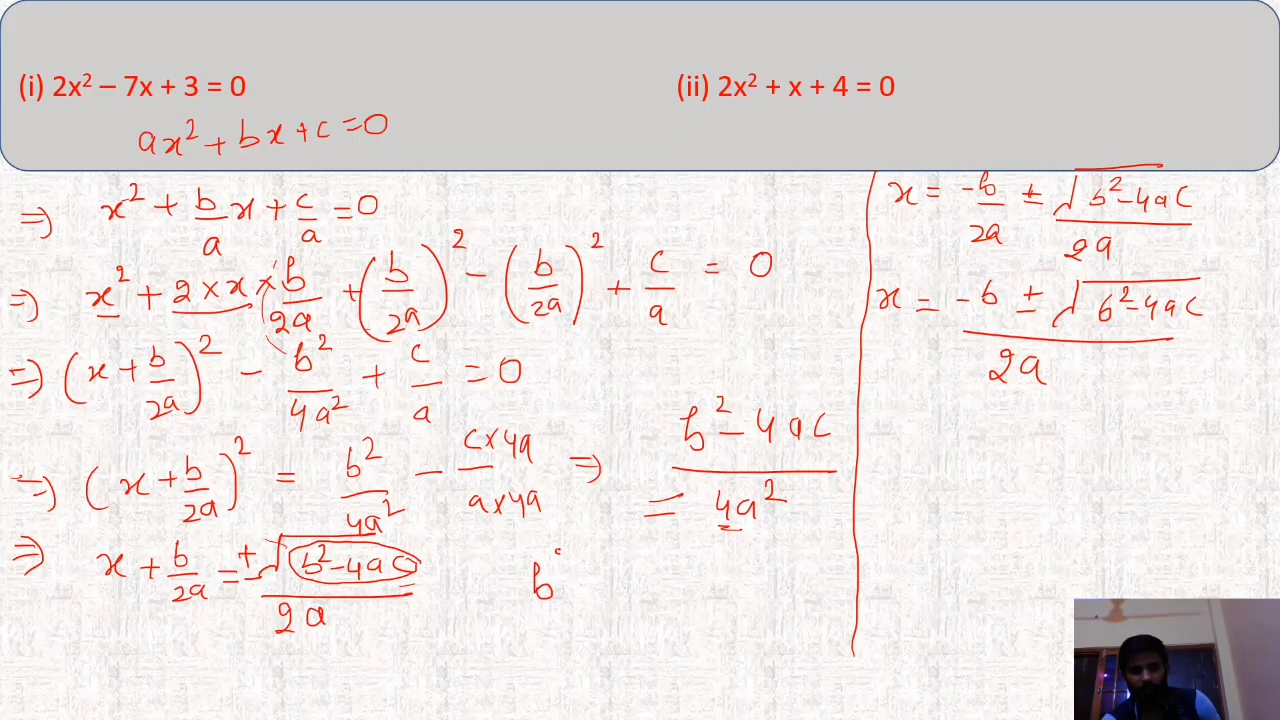 (i) 2x² – 7x + 3 = 0
(ii) 2x² + x + 4 = 0
ax² + bx + c = 0
⇒ x² + b/a x + c/a = 0
⇒ x² + 2 × x × b/2a + (b/2a)² − (b/2a)² + c/a = 0
⇒ (x + b/2a)² − b²/4a² + c/a = 0
⇒ (x + b/2a)² = b²/4a² − c×4a/a×4a ⇒ b²−4ac/4a²
=
⇒ x + b/2a = ± √b²−4ac/2a
b
x = −b/2a ± √b²−4ac/2a
x = −b ± √b²−4ac/2a